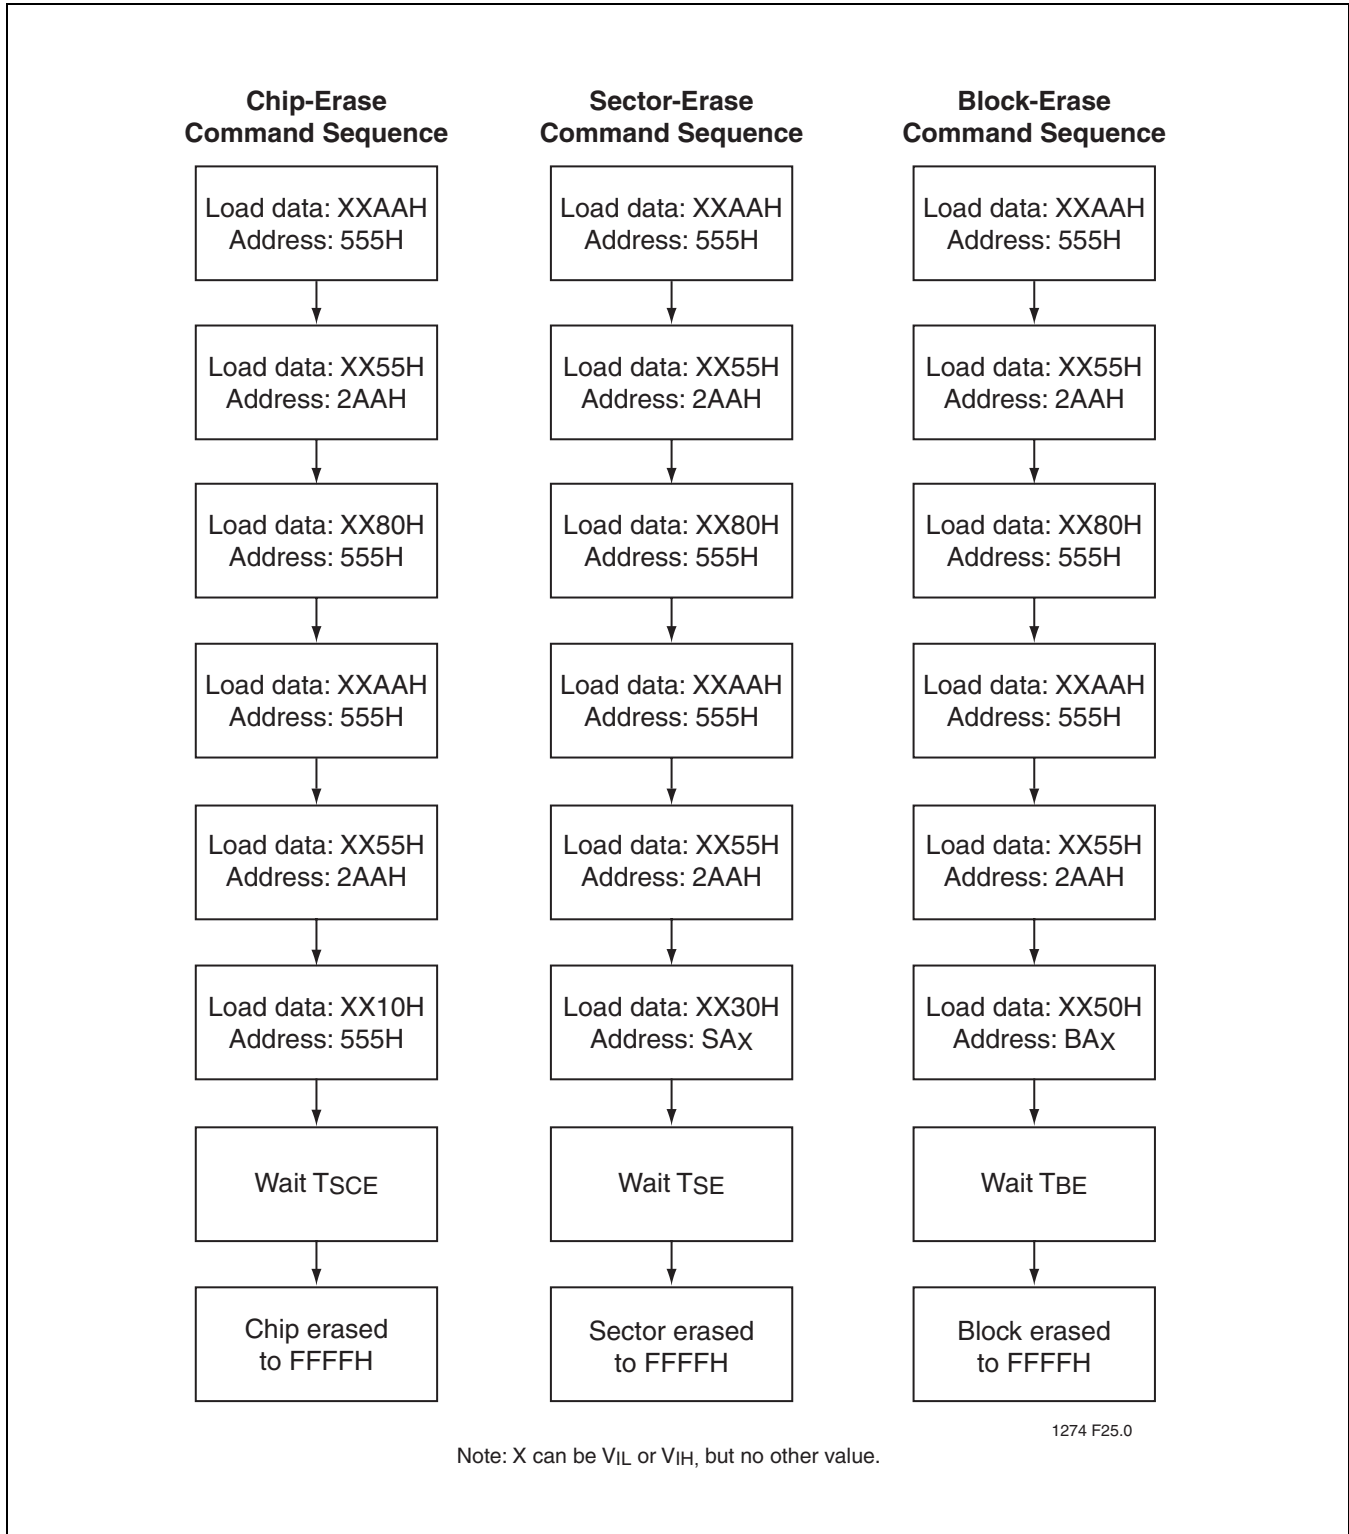 Chip-Erase
Command Sequence
Load data: XXAAH
Address: 555H
Load data: XX55H
Address: 2AAH
Load data: XX80H
Address: 555H
Load data: XXAAH
Address: 555H
Load data: XX55H
Address: 2AAH
Load data: XX10H
Address: 555H
Wait TSCE
Chip erased
to FFFFH
Sector-Erase
Command Sequence
Load data: XXAAH
Address: 555H
Load data: XX55H
Address: 2AAH
Load data: XX80H
Address: 555H
Load data: XXAAH
Address: 555H
Load data: XX55H
Address: 2AAH
Load data: XX30H
Address: SAX
Wait TSE
Sector erased
to FFFFH
Block-Erase
Command Sequence
Load data: XXAAH
Address: 555H
Load data: XX55H
Address: 2AAH
Load data: XX80H
Address: 555H
Load data: XXAAH
Address: 555H
Load data: XX55H
Address: 2AAH
Load data: XX50H
Address: BAX
Wait TBE
Block erased
to FFFFH
1274 F25.0
Note: X can be VIL or VIH, but no other value.